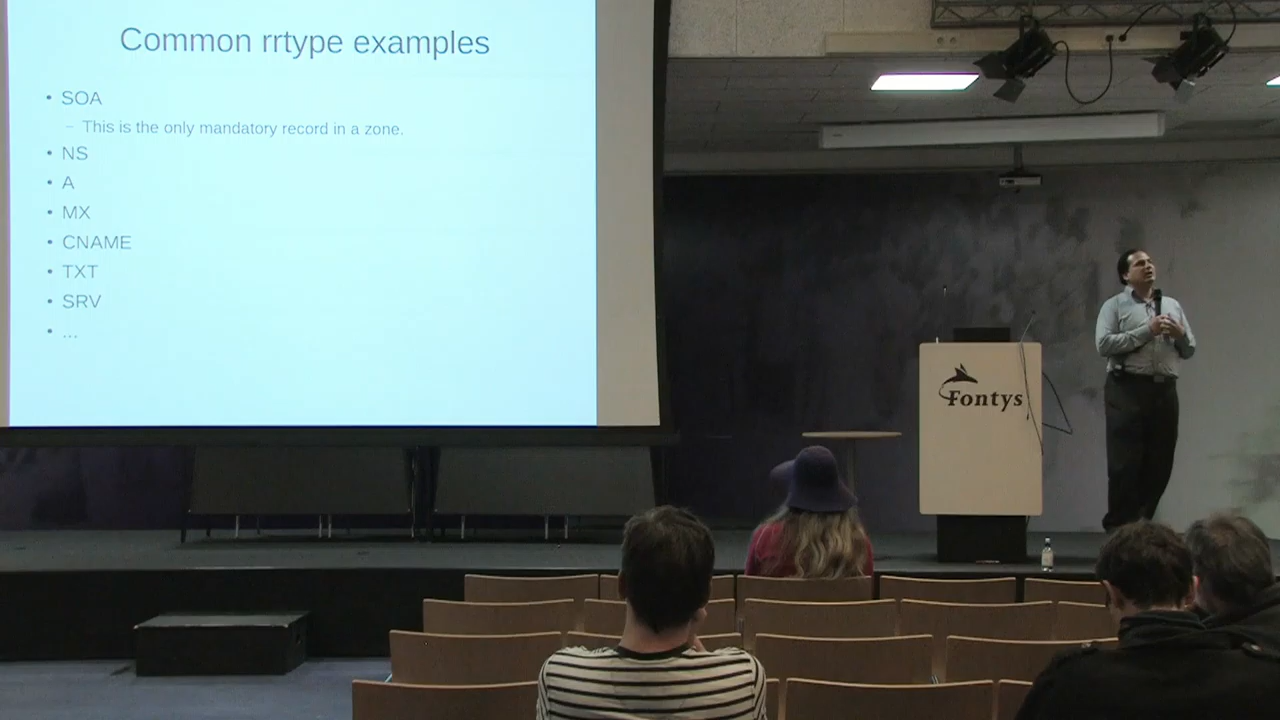 Common rrtype examples
• SOA
– This is the only mandatory record in a zone.
• NS
• A
• MX
• CNAME
• TXT
• SRV
• ...
Fontys